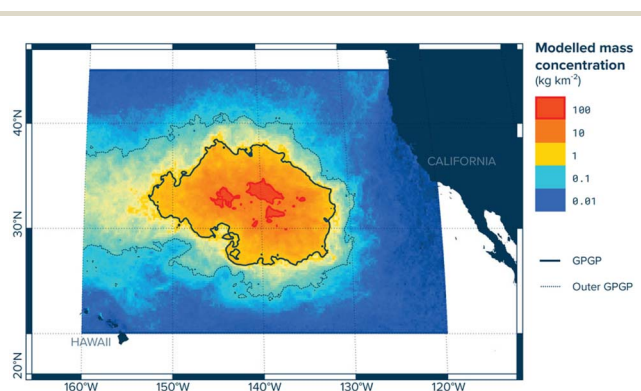 Modelled mass
concentration
(kg km⁻²)
100
10
1
0.1
0.01
GPGP
Outer GPGP
40°N
30°N
20°N
CALIFORNIA
HAWAII
160°W
150°W
140°W
130°W
120°W